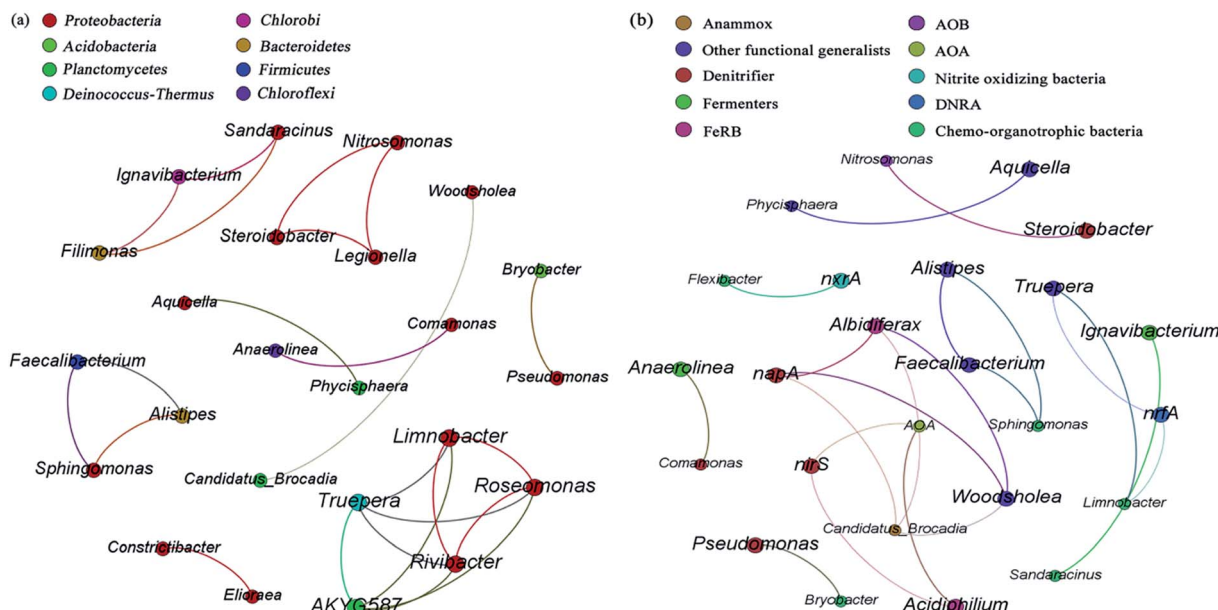 (a)
Proteobacteria
Chlorobi
Acidobacteria
Bacteroidetes
Planctomycetes
Firmicutes
Deinococcus-Thermus
Chloroflexi
Sandaracinus
Nitrosomonas
Ignavibacterium
Woodsholea
Steroidobacter
Filimonas
Legionella
Bryobacter
Aquicella
Comamonas
Anaerolinea
Faecalibacterium
Phycisphaera
Pseudomonas
Alistipes
Limnobacter
Sphingomonas
Candidatus_Brocadia
Roseomonas
Truepera
Constrictibacter
Rivibacter
Elioraea
AKYG587
(b)
Anammox
AOB
Other functional generalists
AOA
Denitrifier
Nitrite oxidizing bacteria
Fermenters
DNRA
FeRB
Chemo-organotrophic bacteria
Nitrosomonas
Aquicella
Phycisphaera
Steroidobacter
Flexibacter
nxrA
Alistipes
Truepera
Albidiferax
Ignavibacterium
Anaerolinea
napA
Faecalibacterium
nrfA
AOA
Sphingomonas
Comamonas
nirS
Woodsholea
Limnobacter
Candidatus_Brocadia
Pseudomonas
Sandaracinus
Bryobacter
Acidiphilium